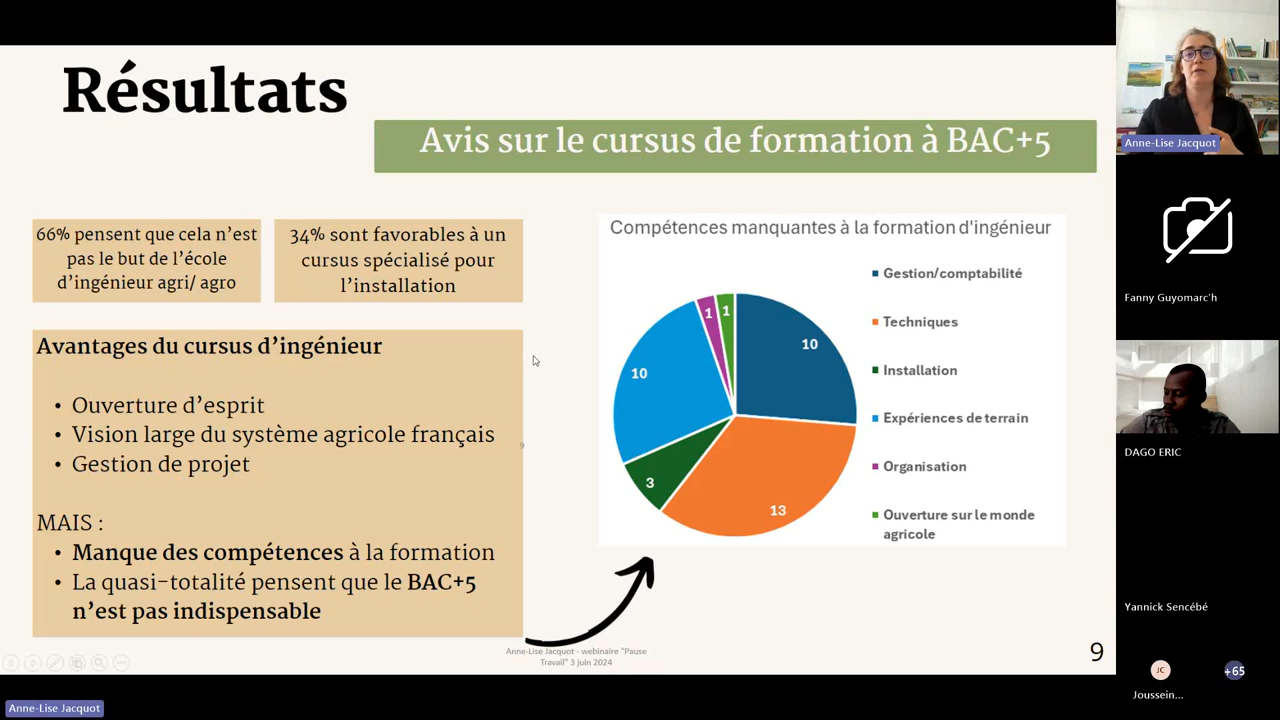 Résultats
Avis sur le cursus de formation à BAC+5
66% pensent que cela n'est
pas le but de l'école
d'ingénieur agri/ agro
34% sont favorables à un
cursus spécialisé pour
l'installation
Avantages du cursus d'ingénieur
• Ouverture d'esprit
• Vision large du système agricole français
• Gestion de projet
MAIS :
• Manque des compétences à la formation
• La quasi-totalité pensent que le BAC+5
n'est pas indispensable
9
Compétences manquantes à la formation d'ingénieur
10
13
3
10
1
1
Gestion/comptabilité
Techniques
Installation
Expériences de terrain
Organisation
Ouverture sur le monde
agricole
Anne-Lise Jacquot - webinaire "Pause
Travail" 3 juin 2024
9
Anne-Lise Jacquot
Anne-Lise Jacquot
Fanny Guyomarc'h
DAGO ERIC
Yannick Sencébé
JC
+65
Joussein...